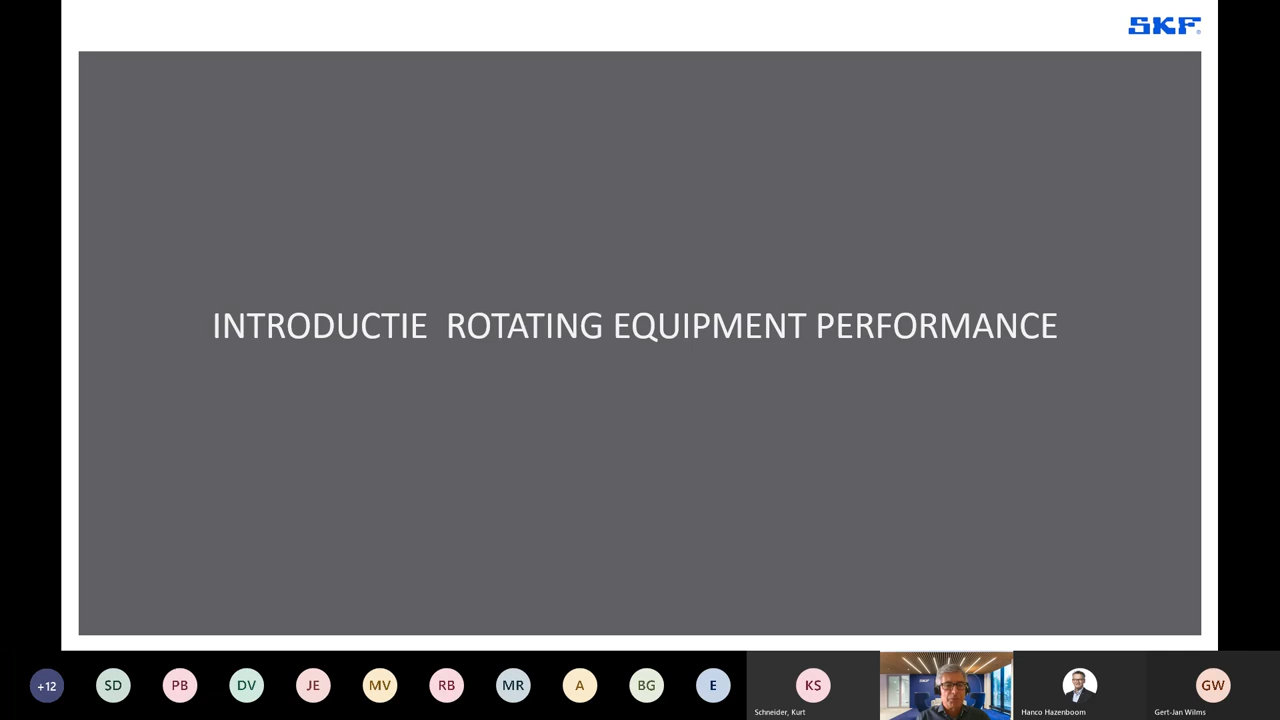 SKF
INTRODUCTIE  ROTATING EQUIPMENT PERFORMANCE
+12
SD
PB
DV
JE
MV
RB
MR
A
BG
E
KS
GW
Schneider, Kurt
Hanco Hazenboom
Gert-Jan Wilms